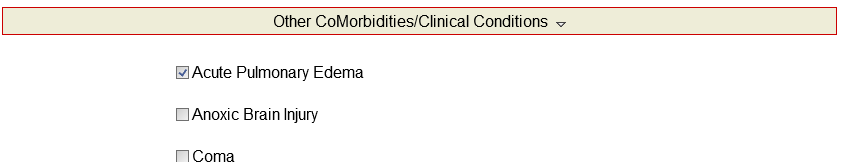 Other CoMorbidities/Clinical Conditions
Acute Pulmonary Edema
Anoxic Brain Injury
Coma